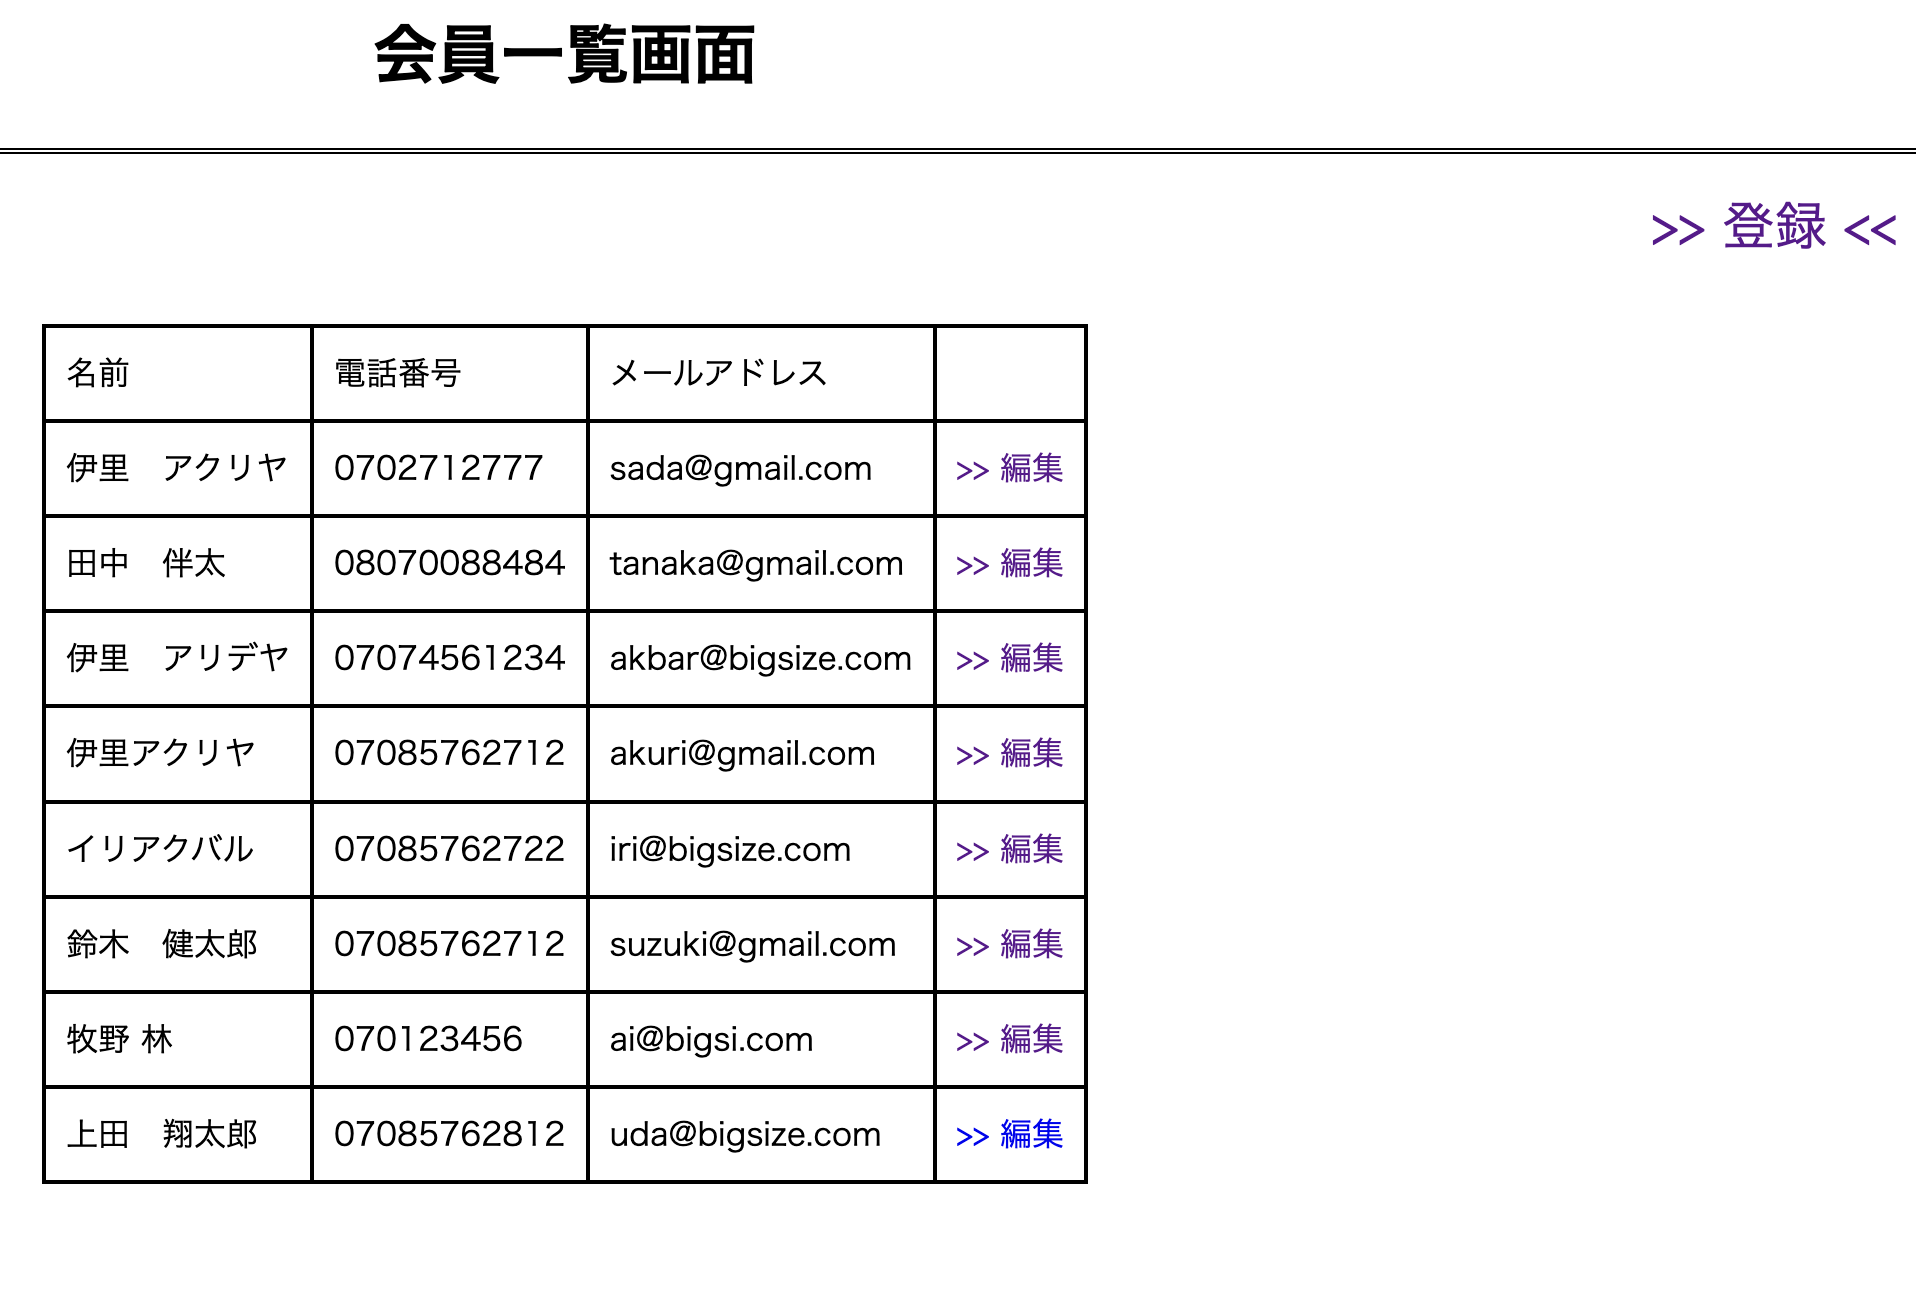 会員一覧画面
>> 登録 <<
名前 電話番号 メールアドレス
伊里　アクリヤ 0702712777 sada@gmail.com >> 編集
田中　伴太 08070088484 tanaka@gmail.com >> 編集
伊里　アリデヤ 07074561234 akbar@bigsize.com >> 編集
伊里アクリヤ 07085762712 akuri@gmail.com >> 編集
イリアクバル 07085762722 iri@bigsize.com >> 編集
鈴木　健太郎 07085762712 suzuki@gmail.com >> 編集
牧野 林 070123456 ai@bigsi.com >> 編集
上田　翔太郎 07085762812 uda@bigsize.com >> 編集